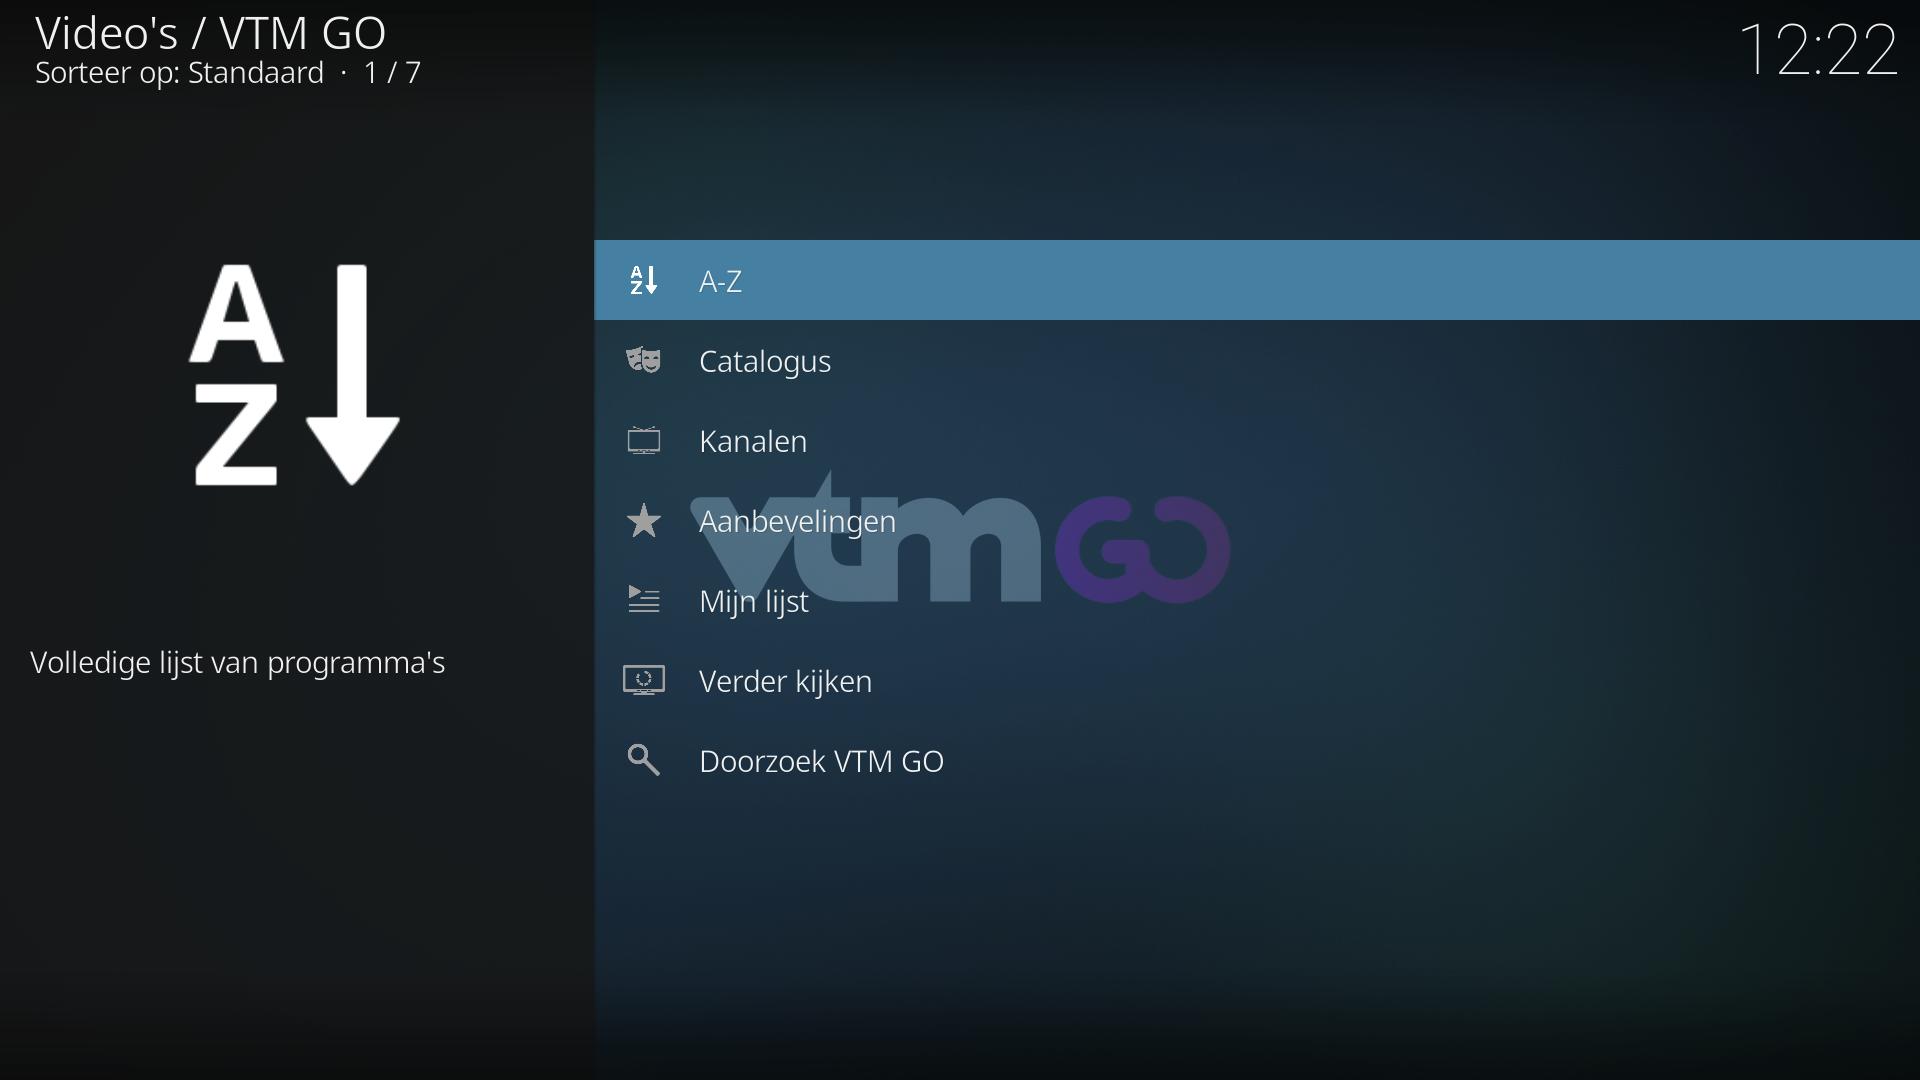 Video's / VTM GO
Sorteer op: Standaard · 1 / 7
12:22
A
Z
Volledige lijst van programma's
A
Z
A-Z
Catalogus
Kanalen
Aanbevelingen
vtm GO
Mijn lijst
Verder kijken
Doorzoek VTM GO